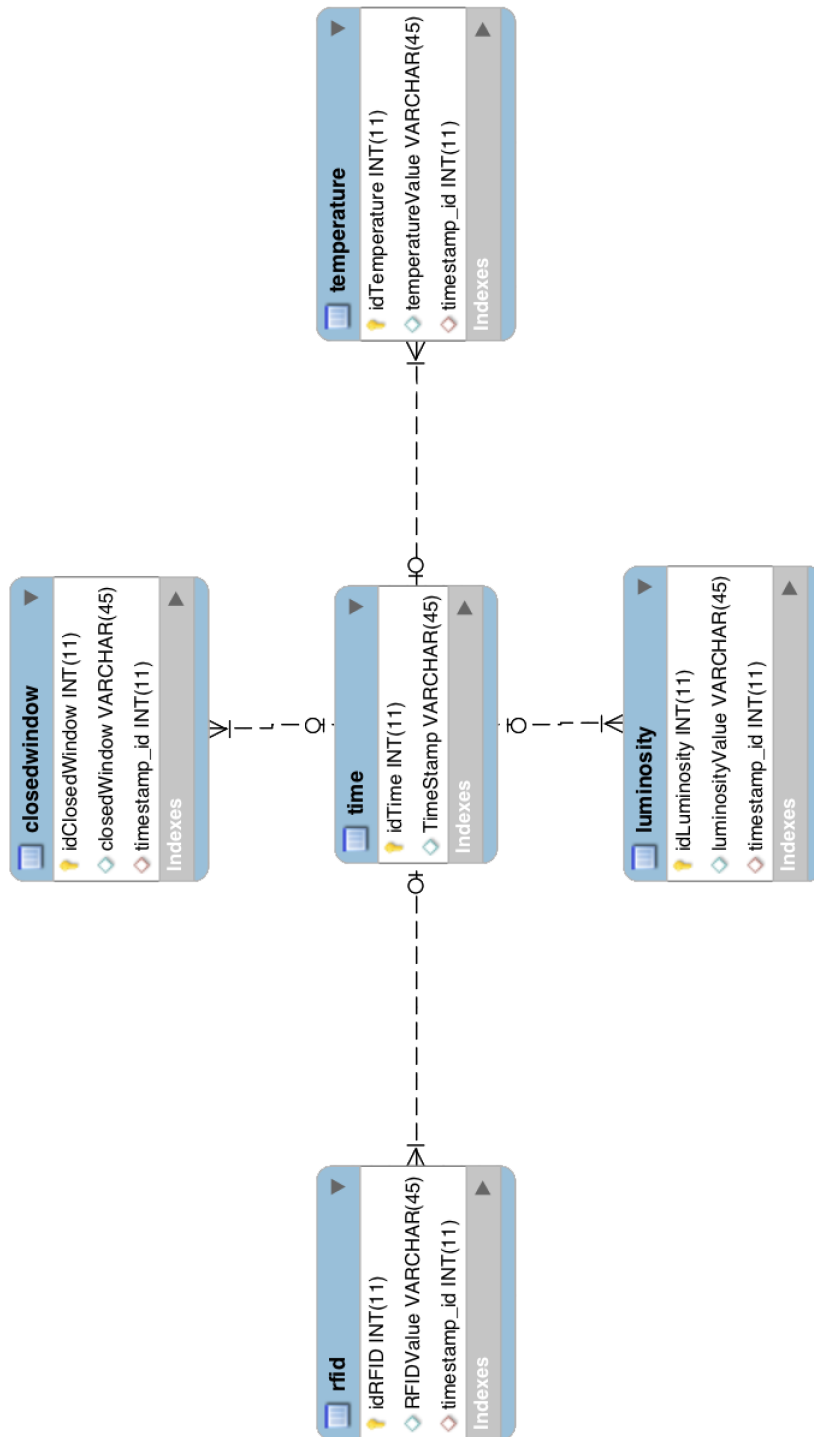 closedwindow
idClosedWindow INT(11)
closedWindow VARCHAR(45)
timestamp_id INT(11)
Indexes
rfid
idRFID INT(11)
RFIDValue VARCHAR(45)
timestamp_id INT(11)
Indexes
time
idTime INT(11)
TimeStamp VARCHAR(45)
Indexes
temperature
idTemperature INT(11)
temperatureValue VARCHAR(45)
timestamp_id INT(11)
Indexes
luminosity
idLuminosity INT(11)
luminosityValue VARCHAR(45)
timestamp_id INT(11)
Indexes